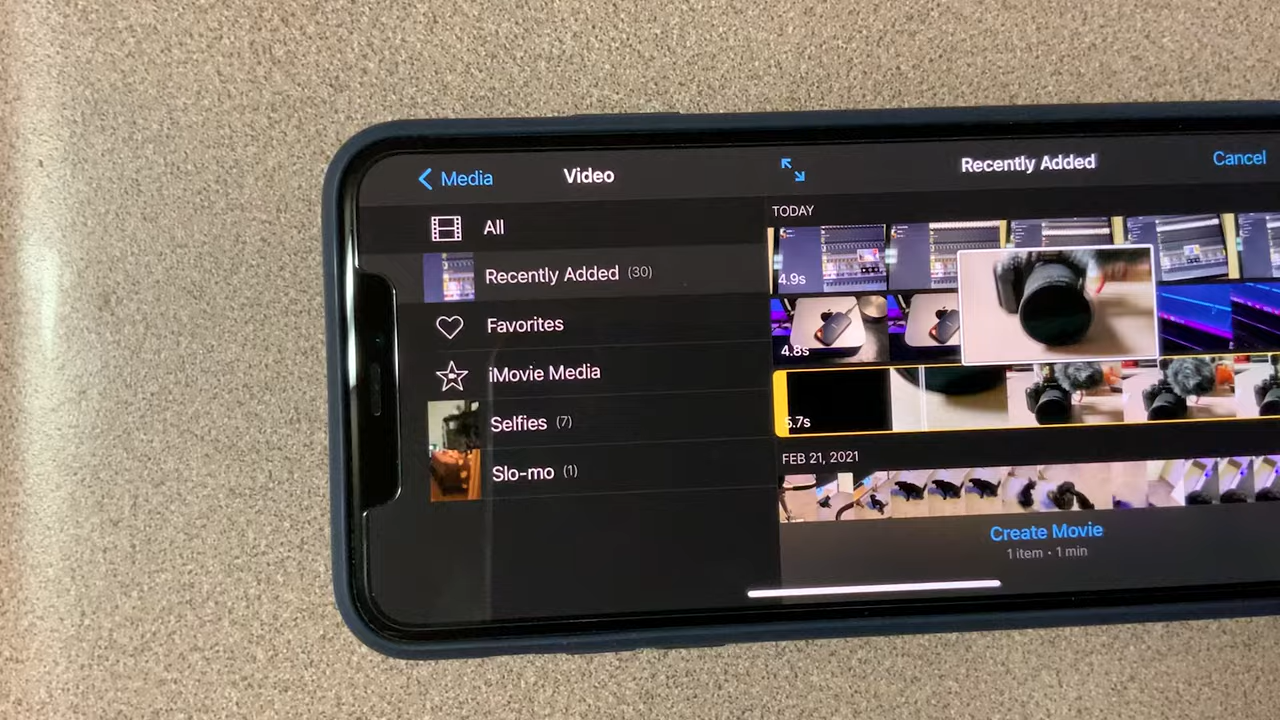 Media
Video
Recently Added
Cancel
All
Recently Added (30)
Favorites
iMovie Media
Selfies (7)
Slo-mo (1)
TODAY
4.9s
4.8s
5.7s
FEB 21, 2021
Create Movie
1 item • 1 min